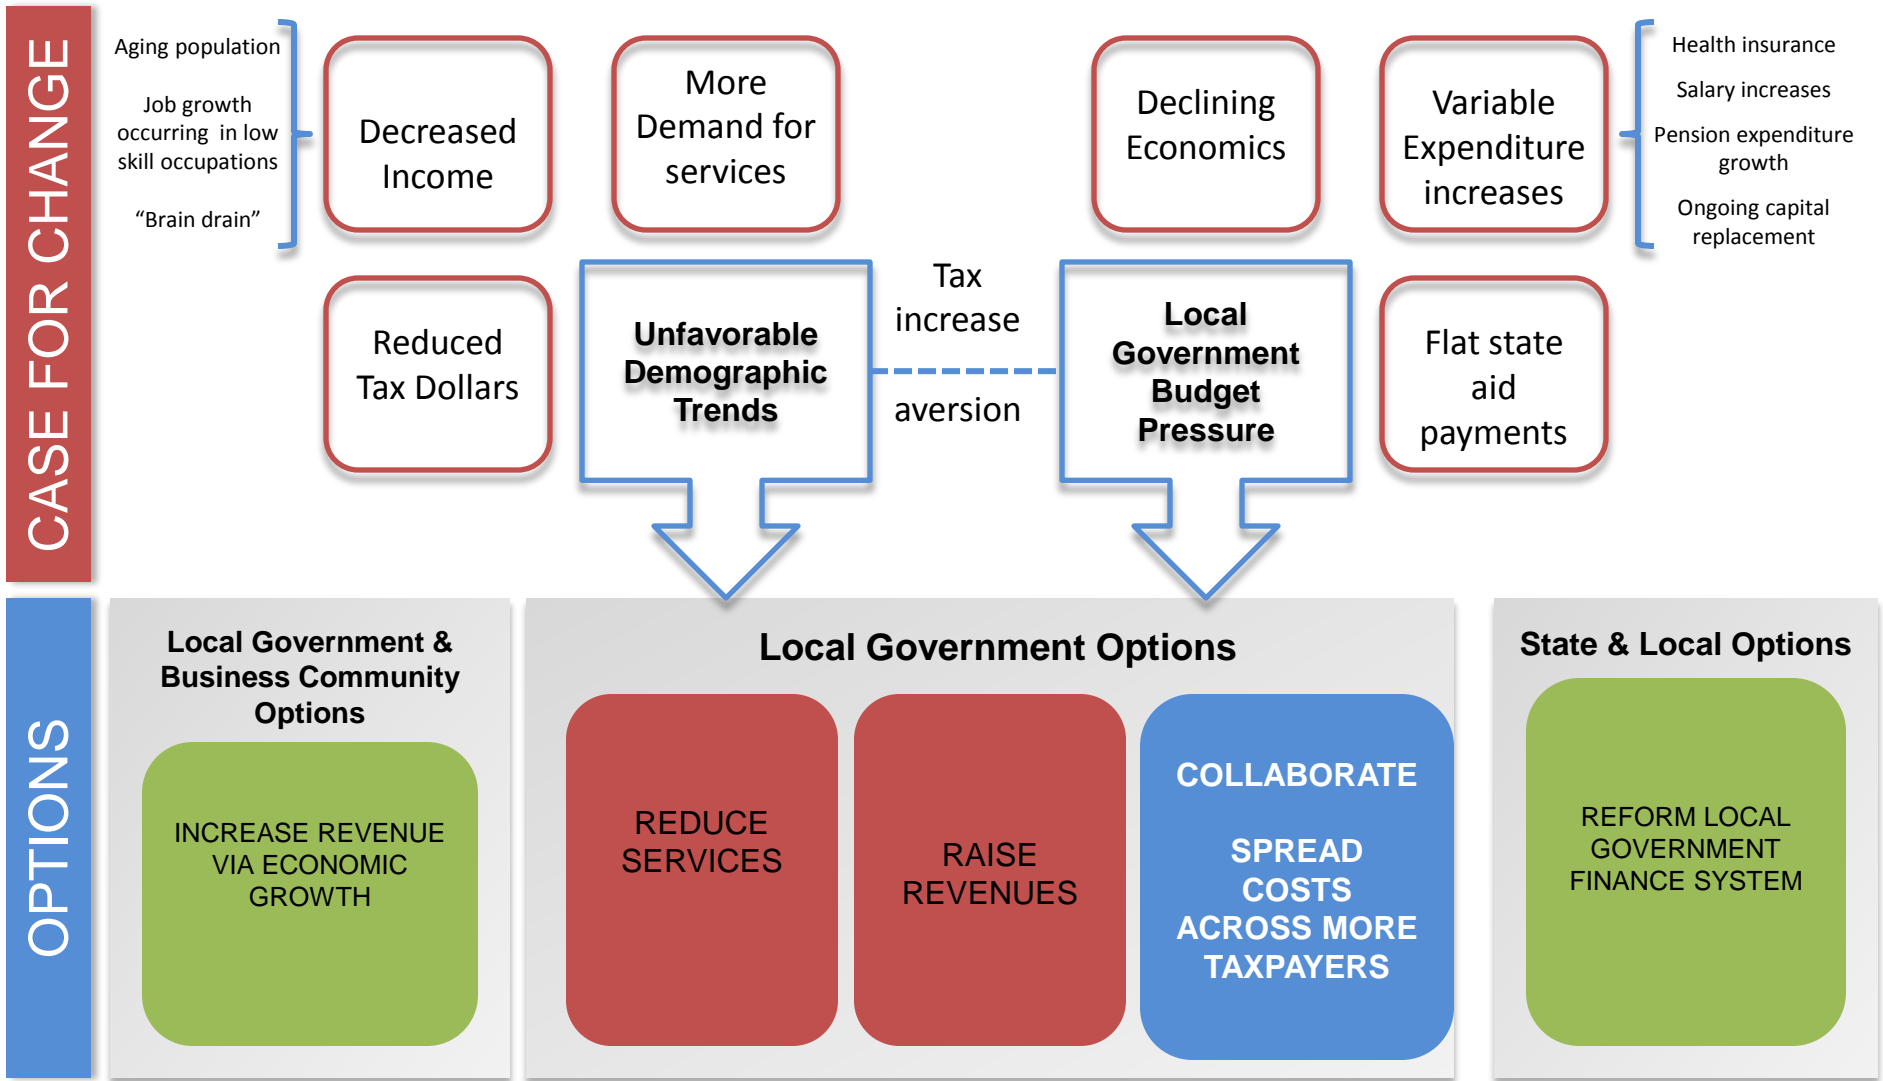 CASE FOR CHANGE
Aging population
Job growth
occurring  in low
skill occupations
“Brain drain”
Decreased
Income
More
Demand for
services
Declining
Economics
Variable
Expenditure
increases
Health insurance
Salary increases
Pension expenditure
growth
Ongoing capital
replacement
Reduced
Tax Dollars
Unfavorable
Demographic
Trends
Tax
increase
aversion
Local
Government
Budget
Pressure
Flat state
aid
payments
OPTIONS
Local Government &
Business Community
Options
INCREASE REVENUE
VIA ECONOMIC
GROWTH
Local Government Options
REDUCE
SERVICES
RAISE
REVENUES
COLLABORATE
SPREAD
COSTS
ACROSS MORE
TAXPAYERS
State & Local Options
REFORM LOCAL
GOVERNMENT
FINANCE SYSTEM